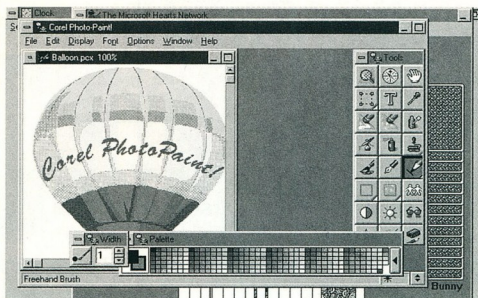 Clock
The Microsoft Hearts Network
Corel Photo-Paint!
File Edit Display Font Options Window Help
Balloon.pcx 100%
Tools
T
Corel PhotoPaint!
Width
Palette
1
Freehand Brush
Bunny